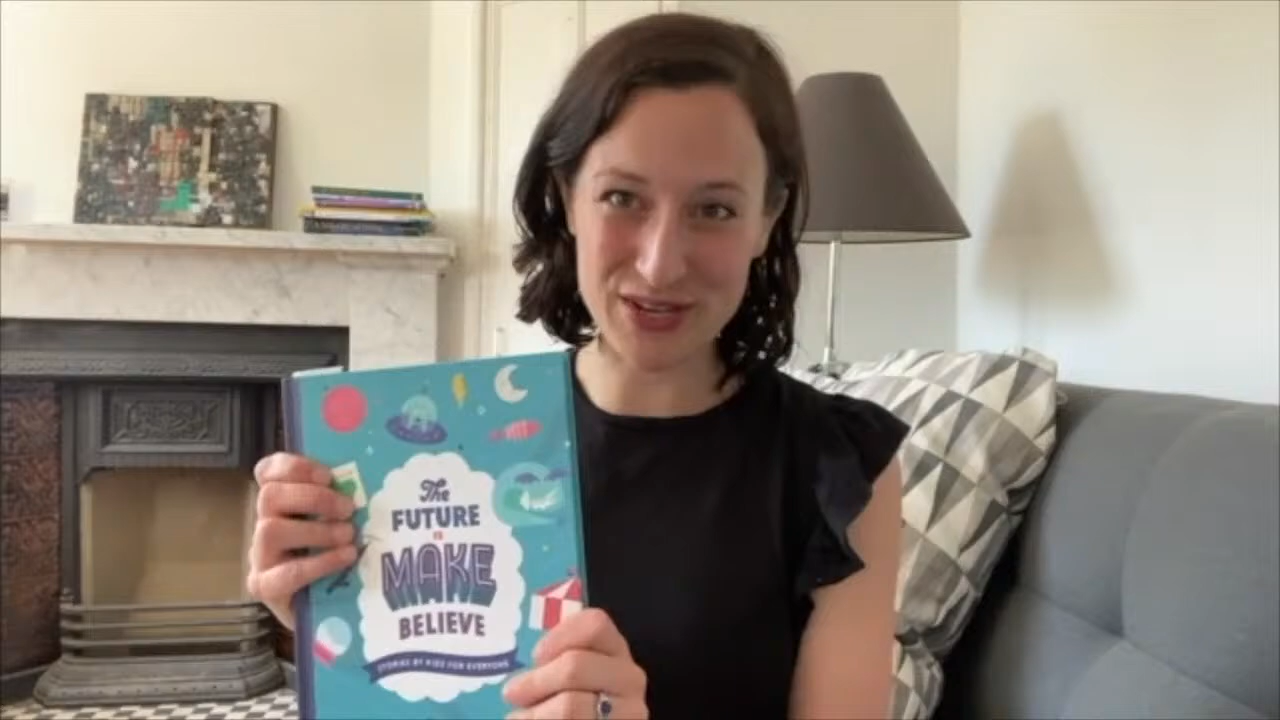 The
FUTURE
is
MAKE
BELIEVE
STORIES BY KIDS FOR EVERYONE